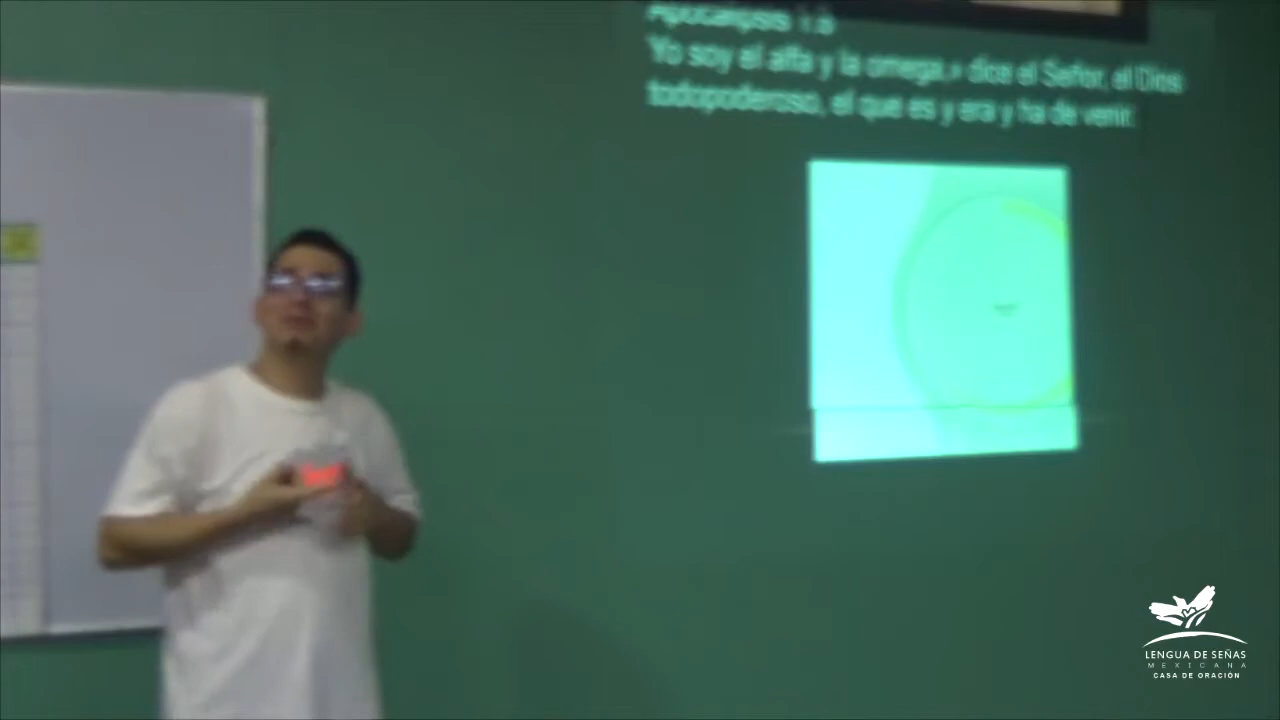 Apocalipsis 1.8
Yo soy el alfa y la omega,» dice el Señor, el Dios
todopoderoso, el que es y era y ha de venir.
LENGUA DE SEÑAS
MEXICANA
CASA DE ORACIÓN